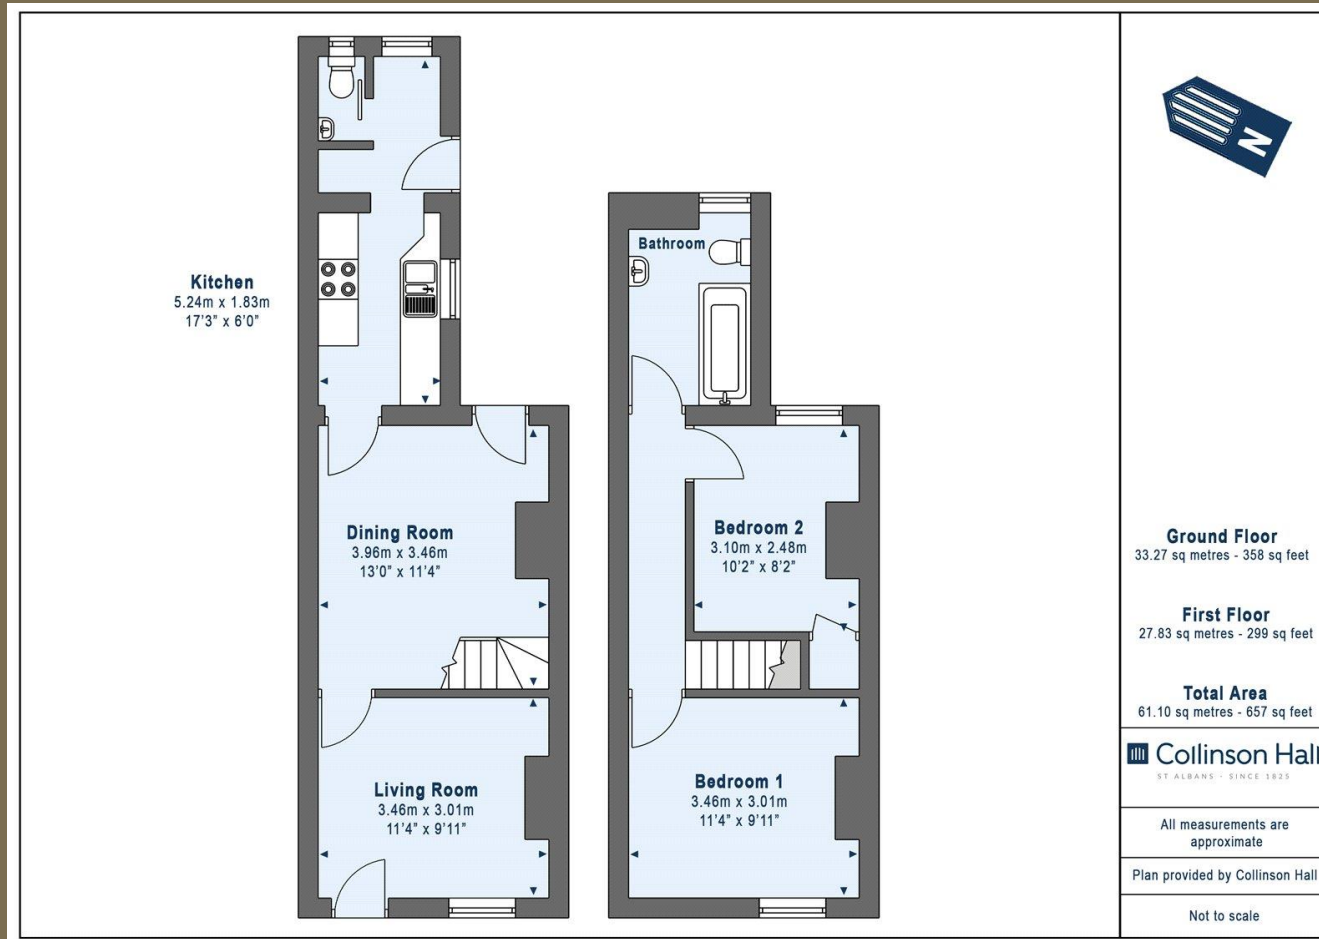 N
Kitchen
5.24m x 1.83m
17'3” x 6'0”
Bathroom
Dining Room
3.96m x 3.46m
13'0” x 11'4”
Bedroom 2
3.10m x 2.48m
10'2” x 8'2”
Living Room
3.46m x 3.01m
11'4” x 9'11”
Bedroom 1
3.46m x 3.01m
11'4” x 9'11”
Ground Floor
33.27 sq metres - 358 sq feet
First Floor
27.83 sq metres - 299 sq feet
Total Area
61.10 sq metres - 657 sq feet
Collinson Hall
ST ALBANS - SINCE 1825
All measurements are
approximate
Plan provided by Collinson Hall
Not to scale